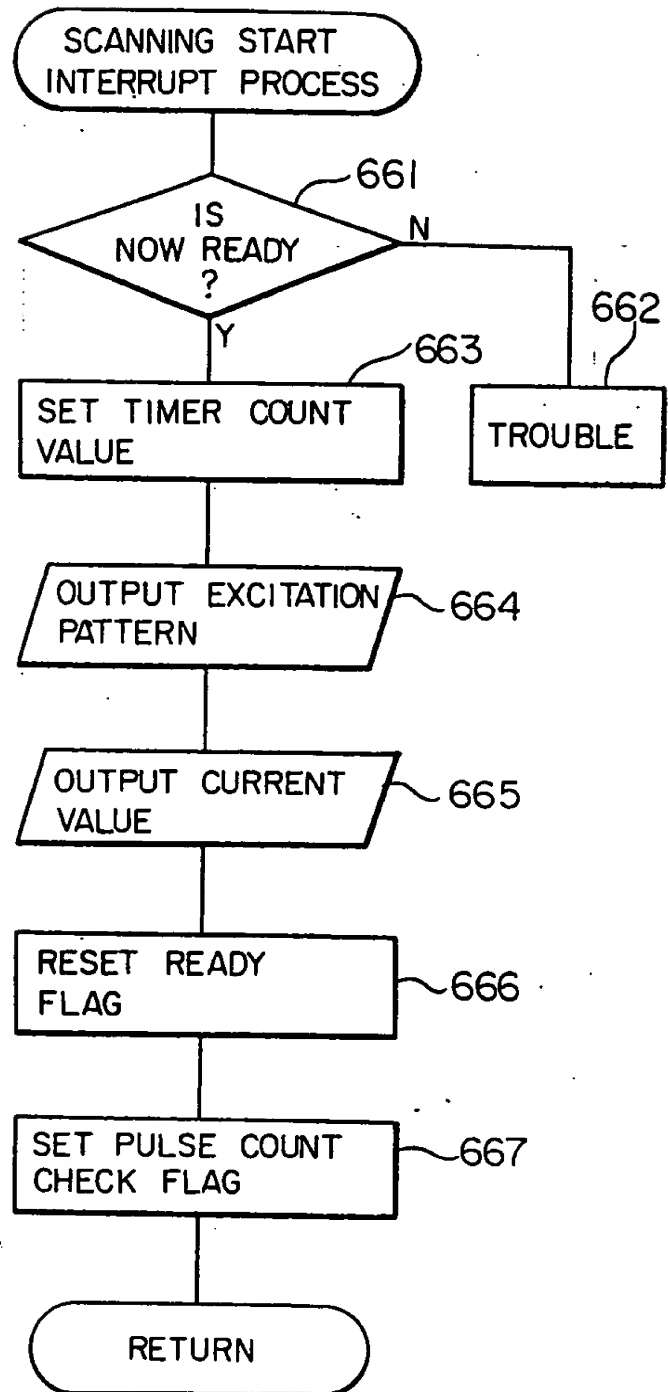 SCANNING START
INTERRUPT PROCESS
661
IS
NOW READY
?
N
Y
662
TROUBLE
663
SET TIMER COUNT
VALUE
OUTPUT EXCITATION
PATTERN
664
OUTPUT CURRENT
VALUE
665
RESET READY
FLAG
666
SET PULSE COUNT
CHECK FLAG
667
RETURN